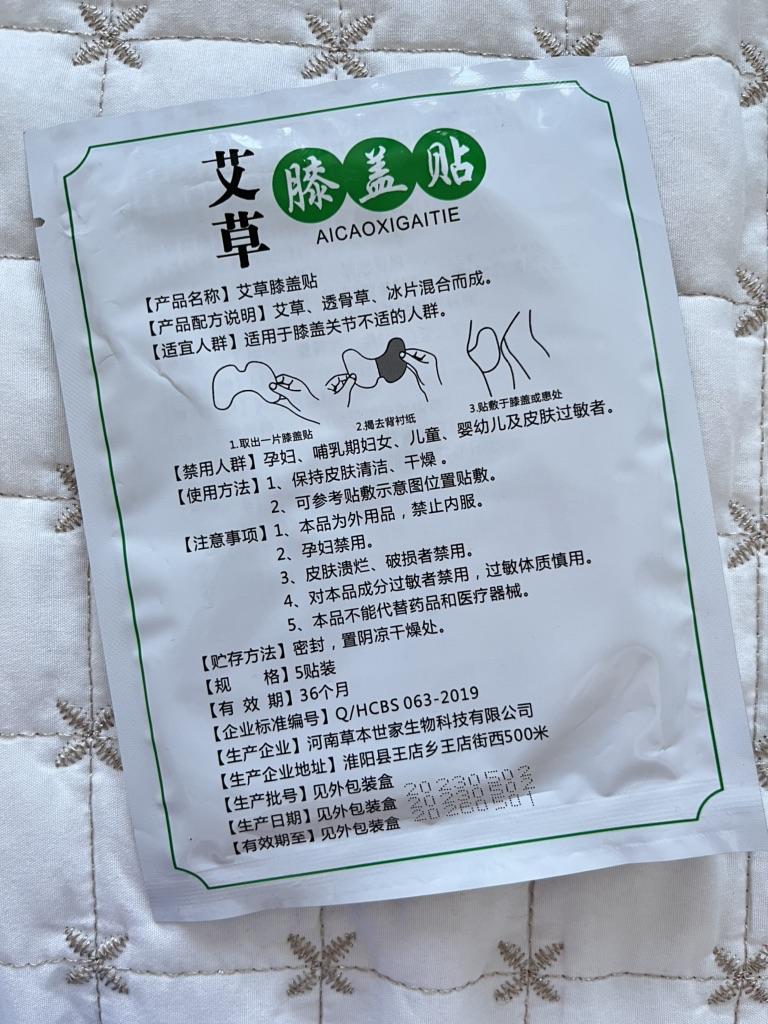 艾草
膝盖贴
AICAOXIGAITIE
【产品名称】艾草膝盖贴
【产品配方说明】艾草、透骨草、冰片混合而成。
【适宜人群】适用于膝盖关节不适的人群。
1.取出一片膝盖贴
2.揭去背衬纸
3.贴敷于膝盖或患处
【禁用人群】孕妇、哺乳期妇女、儿童、婴幼儿及皮肤过敏者。
【使用方法】1、保持皮肤清洁、干燥。
2、可参考贴敷示意图位置贴敷。
【注意事项】1、本品为外用品，禁止内服。
2、孕妇禁用。
3、皮肤溃烂、破损者禁用。
4、对本品成分过敏者禁用，过敏体质慎用。
5、本品不能代替药品和医疗器械。
【贮存方法】密封，置阴凉干燥处。
【规 格】5贴装
【有 效 期】36个月
【企业标准编号】Q/HCBS 063-2019
【生产企业】河南草本世家生物科技有限公司
【生产企业地址】淮阳县王店乡王店街西500米
【生产批号】见外包装盒 20230502
【生产日期】见外包装盒 20230502
【有效期至】见外包装盒 20260501